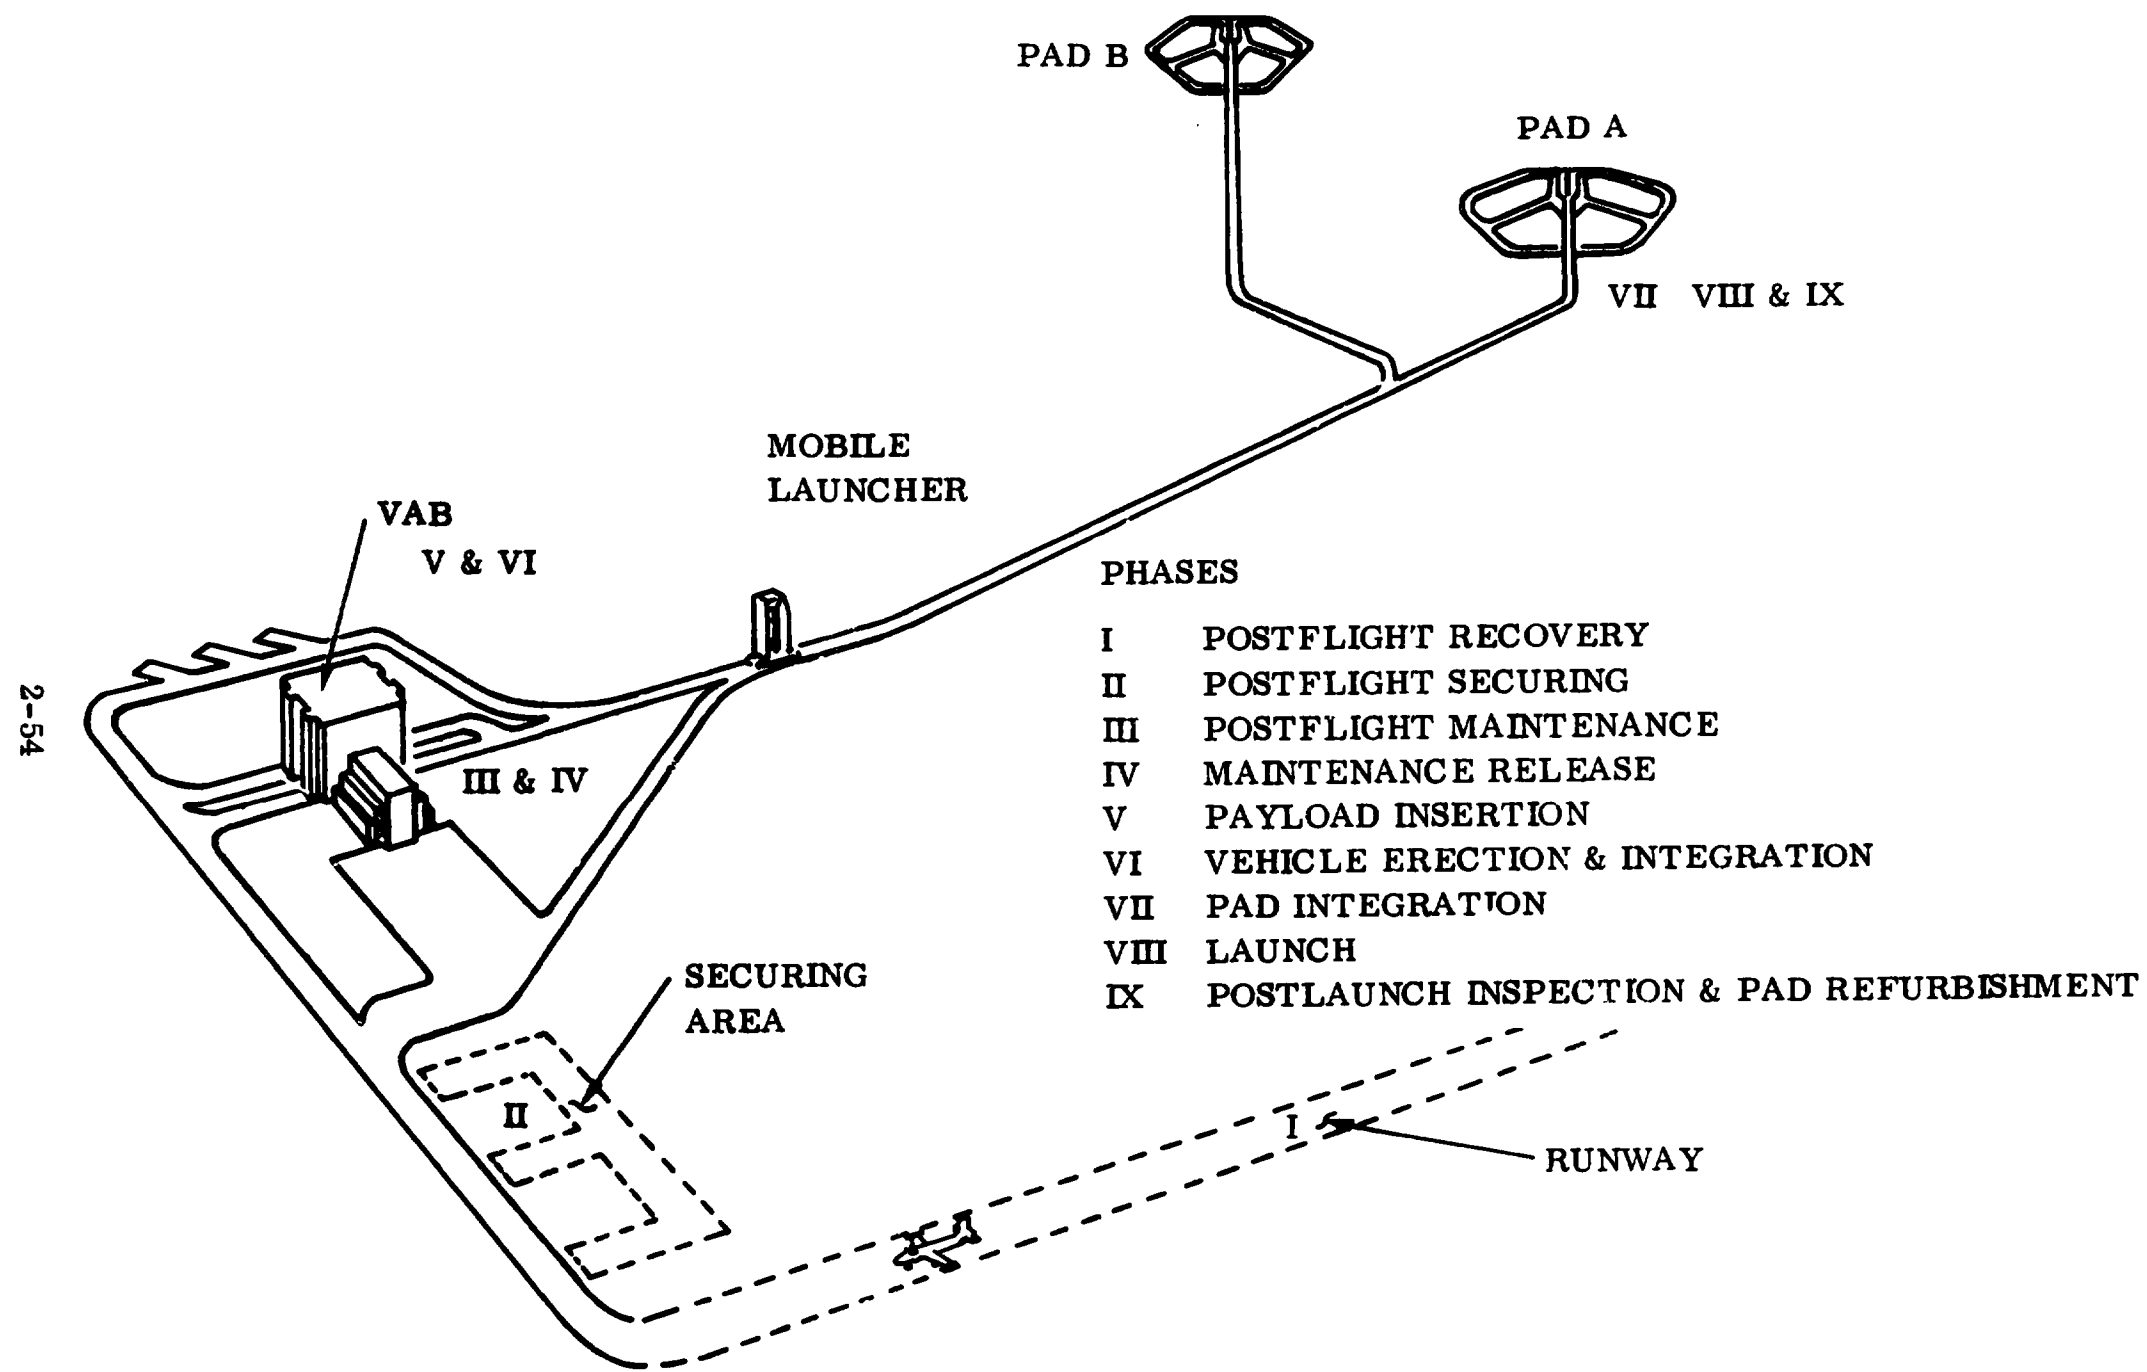 PAD B
PAD A
VII VIII & IX
MOBILE
LAUNCHER
VAB
V & VI
III & IV
PHASES
I POSTFLIGHT RECOVERY
II POSTFLIGHT SECURING
III POSTFLIGHT MAINTENANCE
IV MAINTENANCE RELEASE
V PAYLOAD INSERTION
VI VEHICLE ERECTION & INTEGRATION
VII PAD INTEGRATION
VIII LAUNCH
IX POSTLAUNCH INSPECTION & PAD REFURBISHMENT
SECURING
AREA
II
I
RUNWAY
2-54